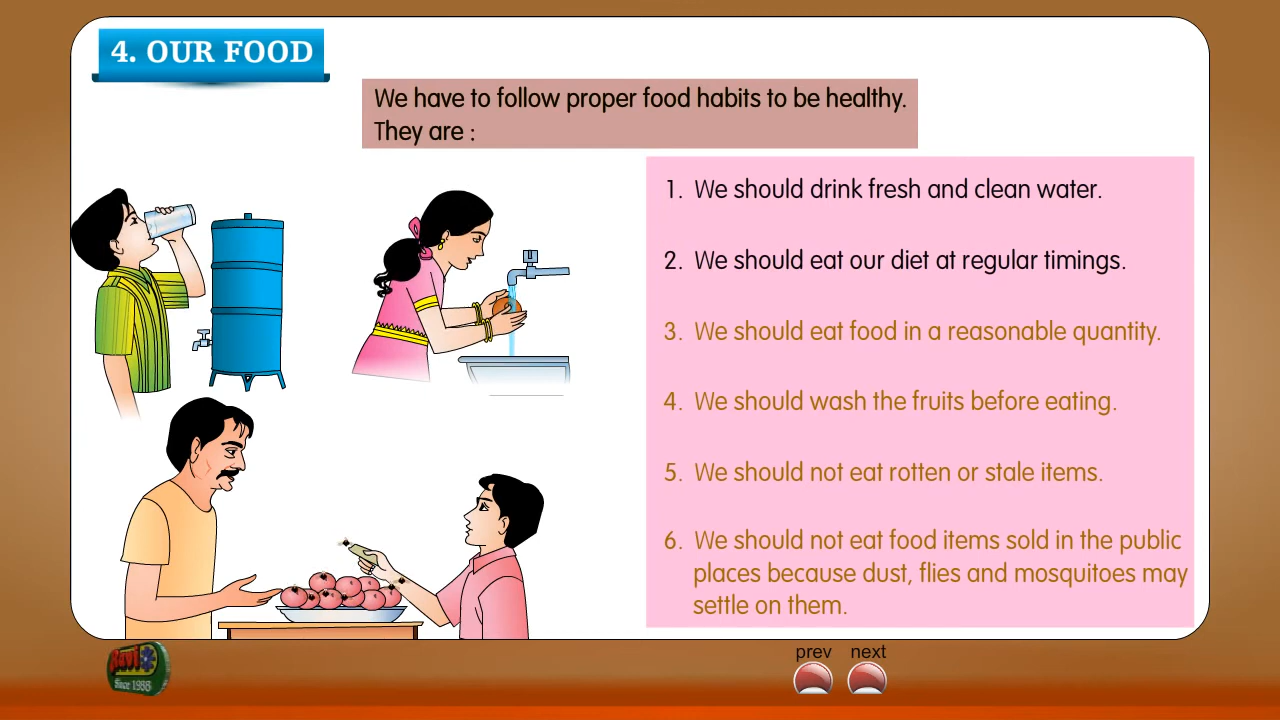 4. OUR FOOD
We have to follow proper food habits to be healthy.
They are :
1. We should drink fresh and clean water.
2. We should eat our diet at regular timings.
3. We should eat food in a reasonable quantity.
4. We should wash the fruits before eating.
5. We should not eat rotten or stale items.
6. We should not eat food items sold in the public
places because dust, flies and mosquitoes may
settle on them.
Ravi
Since 1988
prev next